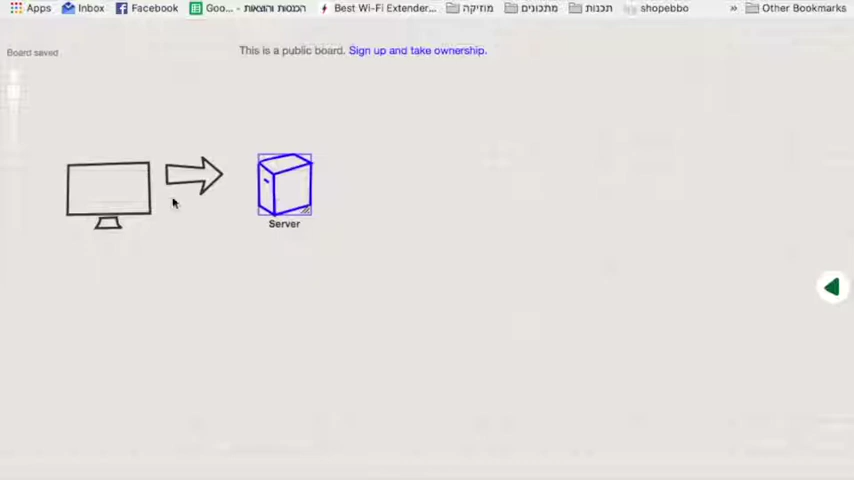 Apps Inbox Facebook Goo... - הכנסות והוצאות Best Wi-Fi Extender... מוזיקה מתכונים תכנות shopebbo » Other Bookmarks
Board saved
This is a public board. Sign up and take ownership.
Server